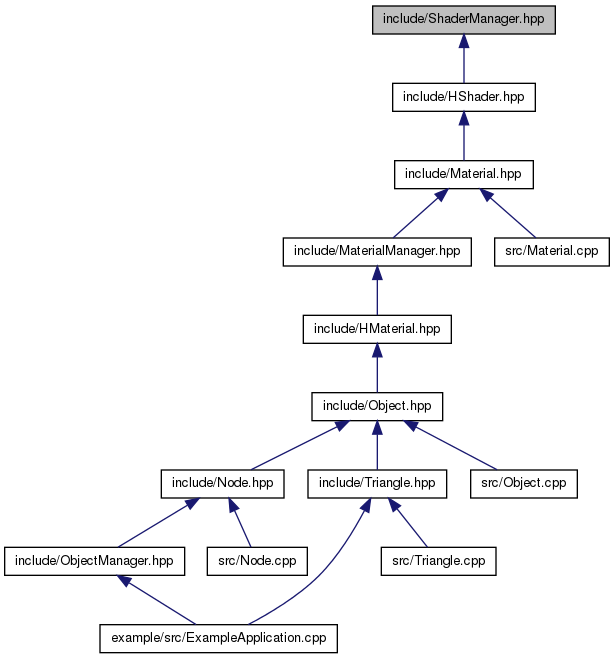 include/ShaderManager.hpp
include/HShader.hpp
include/Material.hpp
include/MaterialManager.hpp
src/Material.cpp
include/HMaterial.hpp
include/Object.hpp
include/Node.hpp
include/Triangle.hpp
src/Object.cpp
include/ObjectManager.hpp
src/Node.cpp
src/Triangle.cpp
example/src/ExampleApplication.cpp